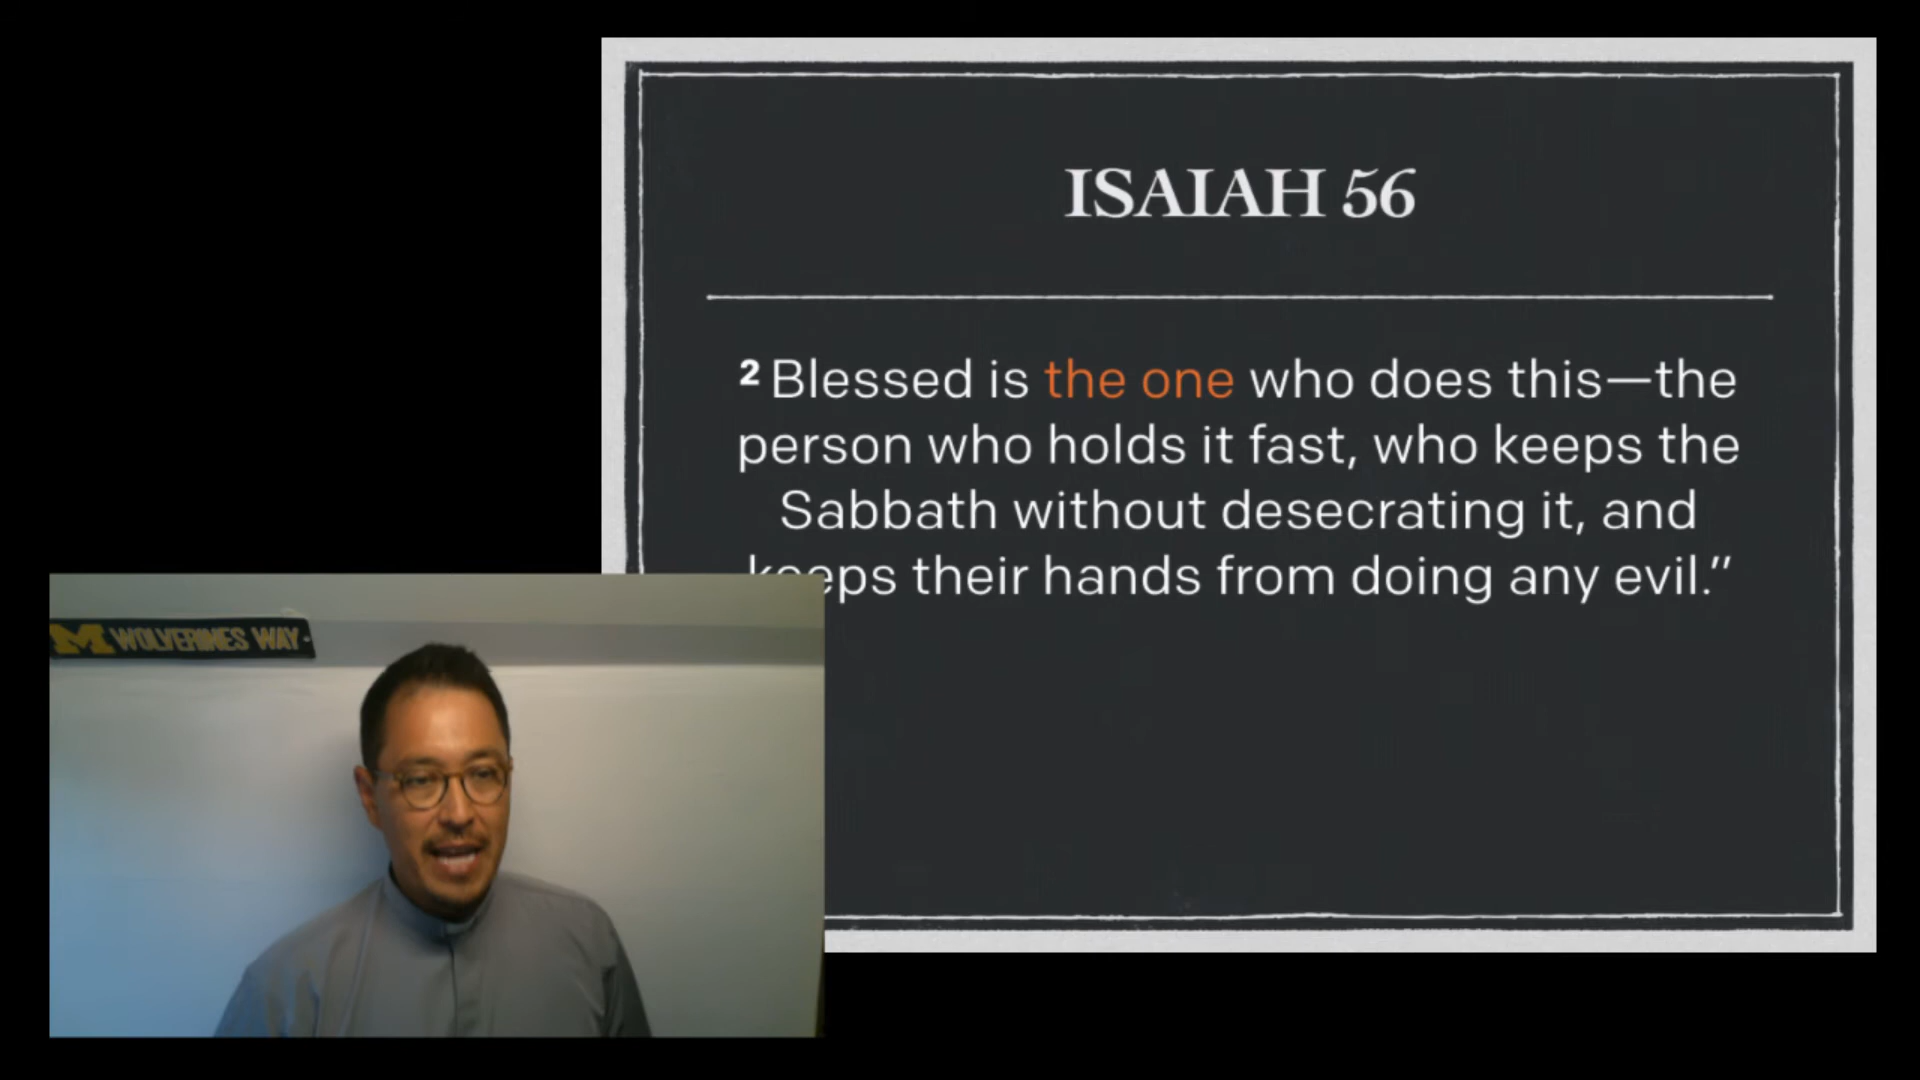 ISAIAH 56
2 Blessed is the one who does this—the
person who holds it fast, who keeps the
Sabbath without desecrating it, and
keeps their hands from doing any evil.”
M WOLVERINES WAY